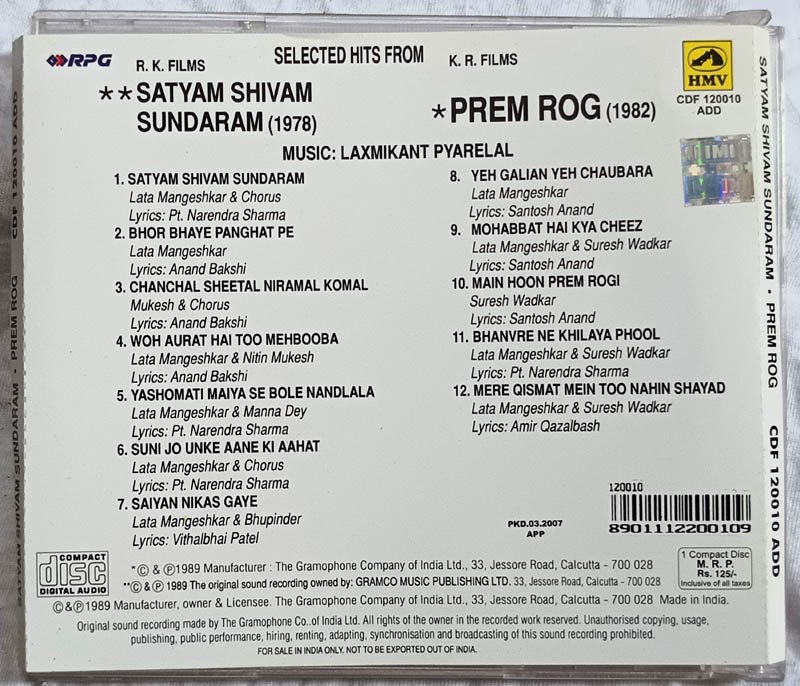 RPG
R. K. FILMS
SELECTED HITS FROM
K. R. FILMS
HMV
CDF 120010
ADD
**SATYAM SHIVAM
SUNDARAM (1978)
*PREM ROG (1982)
MUSIC: LAXMIKANT PYARELAL
1. SATYAM SHIVAM SUNDARAM
Lata Mangeshkar & Chorus
Lyrics: Pt. Narendra Sharma
2. BHOR BHAYE PANGHAT PE
Lata Mangeshkar
Lyrics: Anand Bakshi
3. CHANCHAL SHEETAL NIRAMAL KOMAL
Mukesh & Chorus
Lyrics: Anand Bakshi
4. WOH AURAT HAI TOO MEHBOOBA
Lata Mangeshkar & Nitin Mukesh
Lyrics: Anand Bakshi
5. YASHOMATI MAIYA SE BOLE NANDLALA
Lata Mangeshkar & Manna Dey
Lyrics: Pt. Narendra Sharma
6. SUNI JO UNKE AANE KI AAHAT
Lata Mangeshkar & Chorus
Lyrics: Pt. Narendra Sharma
7. SAIYAN NIKAS GAYE
Lata Mangeshkar & Bhupinder
Lyrics: Vithalbhai Patel
8. YEH GALIAN YEH CHAUBARA
Lata Mangeshkar
Lyrics: Santosh Anand
9. MOHABBAT HAI KYA CHEEZ
Lata Mangeshkar & Suresh Wadkar
Lyrics: Santosh Anand
10. MAIN HOON PREM ROGI
Suresh Wadkar
Lyrics: Santosh Anand
11. BHANVRE NE KHILAYA PHOOL
Lata Mangeshkar & Suresh Wadkar
Lyrics: Pt. Narendra Sharma
12. MERE QISMAT MEIN TOO NAHIN SHAYAD
Lata Mangeshkar & Suresh Wadkar
Lyrics: Amir Qazalbash
120010
8901112200109
PKD.03.2007
APP
COMPACT
disc
DIGITAL AUDIO
*©&℗1989 Manufacturer : The Gramophone Company of India Ltd., 33, Jessore Road, Calcutta - 700 028
**©&℗ 1989 The original sound recording owned by: GRAMCO MUSIC PUBLISHING LTD. 33, Jessore Road, Calcutta - 700 028
©&℗1989 Manufacturer, owner & Licensee. The Gramophone Company of India Ltd., 33, Jessore Road, Calcutta - 700 028 Made in India.
1 Compact Disc
M. R. P.
Rs. 125/-
Inclusive of all taxes
Original sound recording made by The Gramophone Co..of India Ltd. All rights of the owner in the recorded work reserved. Unauthorised copying, usage,
publishing, public performance, hiring, renting, adapting, synchronisation and broadcasting of this sound recording prohibited.
FOR SALE IN INDIA ONLY. NOT TO BE EXPORTED OUT OF INDIA.
SATYAM SHIVAM SUNDARAM • PREM ROG CDF 120010 ADD
SATYAM SHIVAM SUNDARAM • PREM ROG CDF 120010 ADD